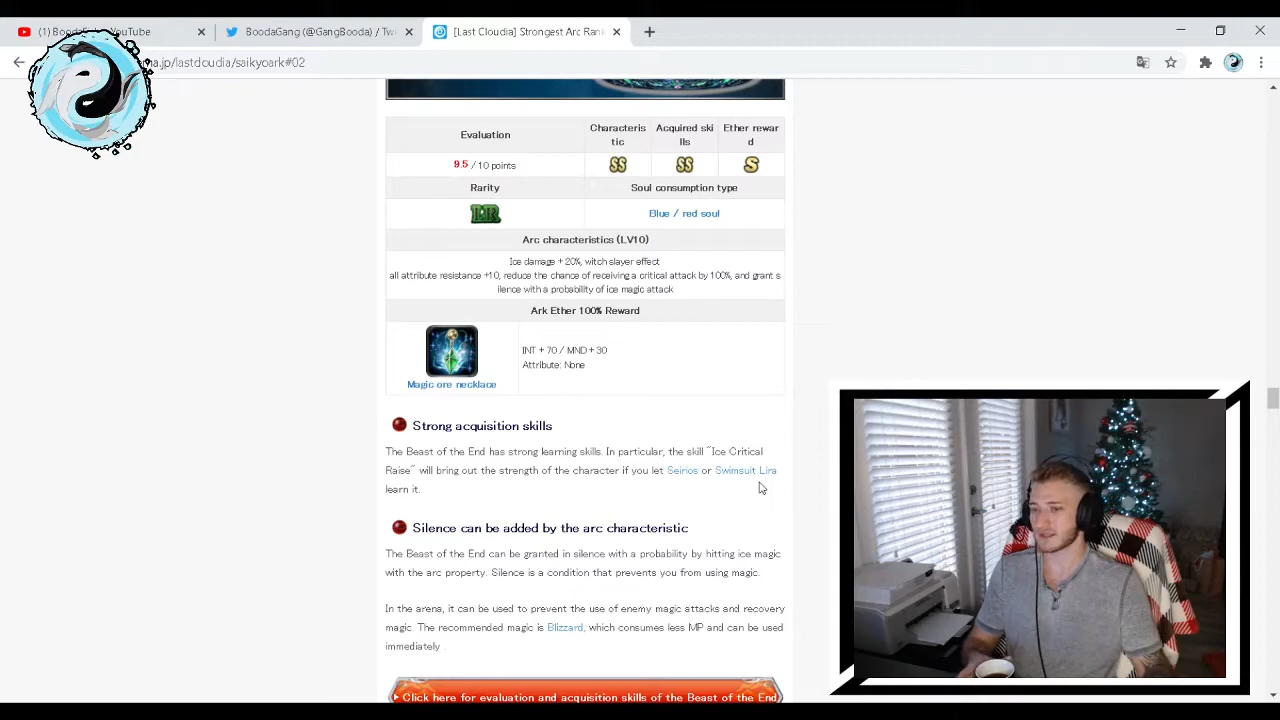 (1) Booda
YouTube
BoodaGang (@GangBooda) / Twi
[Last Cloudia] Strongest Arc Rank
ma.jp/lastcloudia/saikyoark#02
Evaluation
Characteris
tic
Acquired ski
lls
Ether rewar
d
9.5 / 10 points
SS
SS
S
Rarity
Soul consumption type
Blue / red soul
Arc characteristics (LV10)
Ice damage + 20%, witch slayer effect
all attribute resistance +10, reduce the chance of receiving a critical attack by 100%, and grant s
ilence with a probability of ice magic attack
Ark Ether 100% Reward
INT + 70 / MND + 30
Attribute: None
Magic ore necklace
Strong acquisition skills
The Beast of the End has strong learning skills. In particular, the skill "Ice Critical
Raise" will bring out the strength of the character if you let Seirios or Swimsuit Lira
learn it.
Silence can be added by the arc characteristic
The Beast of the End can be granted in silence with a probability by hitting ice magic
with the arc property. Silence is a condition that prevents you from using magic.
In the arena, it can be used to prevent the use of enemy magic attacks and recovery
magic. The recommended magic is Blizzard, which consumes less MP and can be used
immediately .
Click here for evaluation and acquisition skills of the Beast of the End